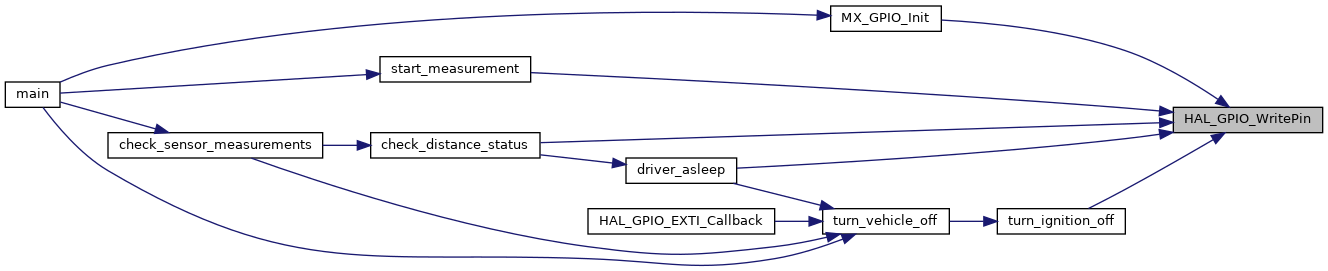 MX_GPIO_Init
start_measurement
main
HAL_GPIO_WritePin
check_sensor_measurements
check_distance_status
driver_asleep
HAL_GPIO_EXTI_Callback
turn_vehicle_off
turn_ignition_off